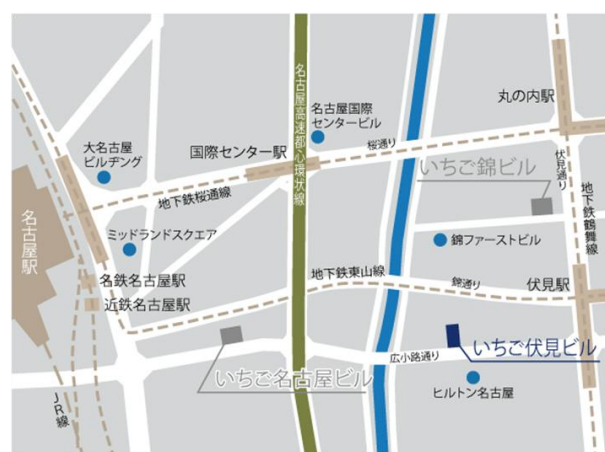 名古屋高速都心環状線
名古屋国際
センタービル
丸の内駅
大名古屋
ビルヂング
国際センター駅
桜通り
伏見通り
いちご錦ビル
地下鉄桜通線
地下鉄鶴舞線
名古屋駅
ミッドランドスクエア
錦ファーストビル
名鉄名古屋駅
地下鉄東山線
錦通り
伏見駅
近鉄名古屋駅
広小路通り
いちご伏見ビル
いちご名古屋ビル
ヒルトン名古屋
JR線